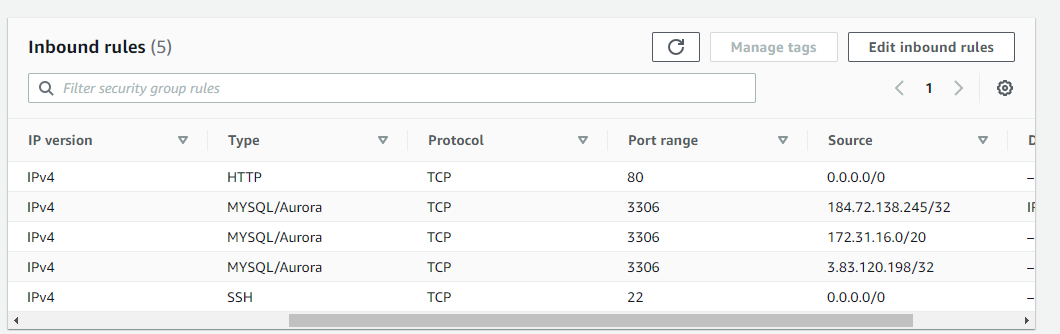 Inbound rules (5)
Manage tags
Edit inbound rules
Filter security group rules
1
IP version Type Protocol Port range Source D
IPv4 HTTP TCP 80 0.0.0.0/0 –
IPv4 MYSQL/Aurora TCP 3306 184.72.138.245/32
IPv4 MYSQL/Aurora TCP 3306 172.31.16.0/20 –
IPv4 MYSQL/Aurora TCP 3306 3.83.120.198/32 –
IPv4 SSH TCP 22 0.0.0.0/0 –